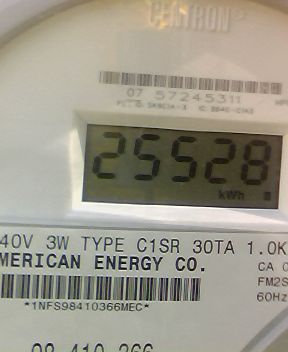 CENTRON
07 57245311
25528
kWh
40V 3W TYPE C1SR 30TA 1.0K
MERICAN ENERGY CO.
CA 0
FM2S
60Hz
*1NFS98410366MEC*
98 410 366